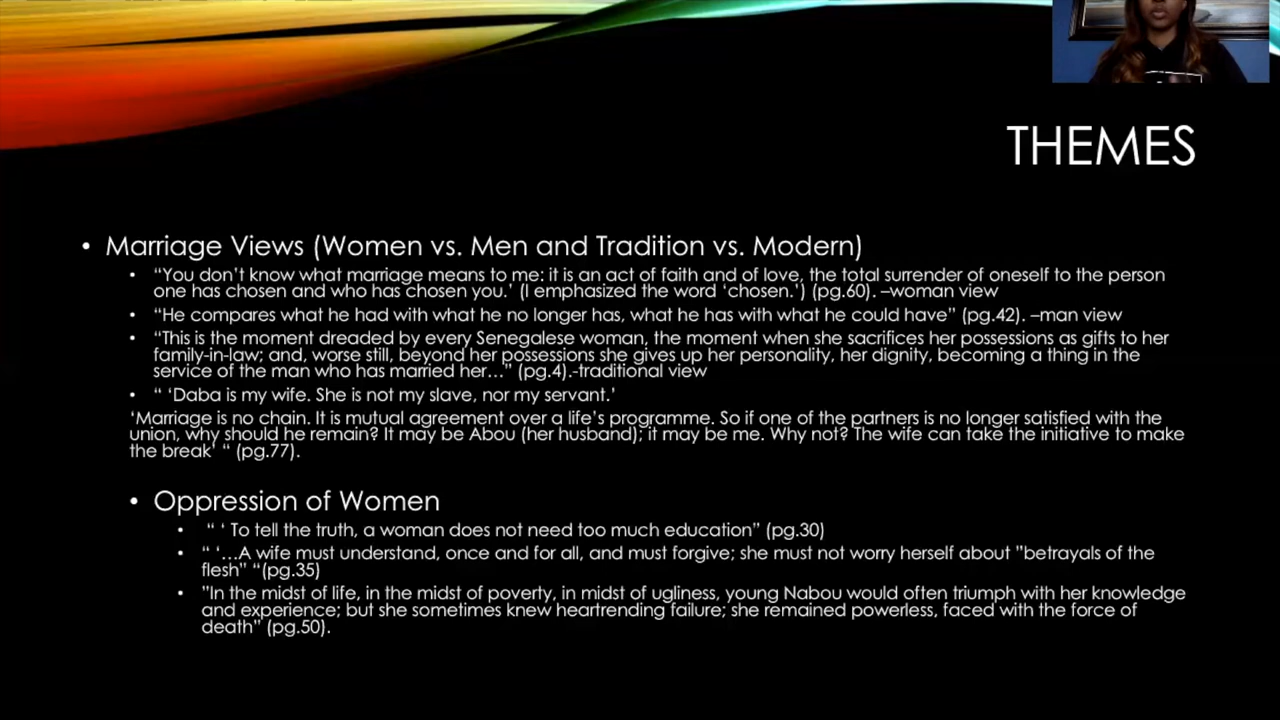 THEMES
• Marriage Views (Women vs. Men and Tradition vs. Modern)
• “You don’t know what marriage means to me: it is an act of faith and of love, the total surrender of oneself to the person
one has chosen and who has chosen you.’ (I emphasized the word ‘chosen.’) (pg.60). –woman view
• “He compares what he had with what he no longer has, what he has with what he could have” (pg.42). –man view
• “This is the moment dreaded by every Senegalese woman, the moment when she sacrifices her possessions as gifts to her
family-in-law; and, worse still, beyond her possessions she gives up her personality, her dignity, becoming a thing in the
service of the man who has married her…” (pg.4).-traditional view
• “ ‘Daba is my wife. She is not my slave, nor my servant.’
‘Marriage is no chain. It is mutual agreement over a life’s programme. So if one of the partners is no longer satisfied with the
union, why should he remain? It may be Abou (her husband); it may be me. Why not? The wife can take the initiative to make
the break’ “ (pg.77).
• Oppression of Women
• “ ‘ To tell the truth, a woman does not need too much education” (pg.30)
• “ ‘…A wife must understand, once and for all, and must forgive; she must not worry herself about ”betrayals of the
flesh” “(pg.35)
• ”In the midst of life, in the midst of poverty, in midst of ugliness, young Nabou would often triumph with her knowledge
and experience; but she sometimes knew heartrending failure; she remained powerless, faced with the force of
death” (pg.50).